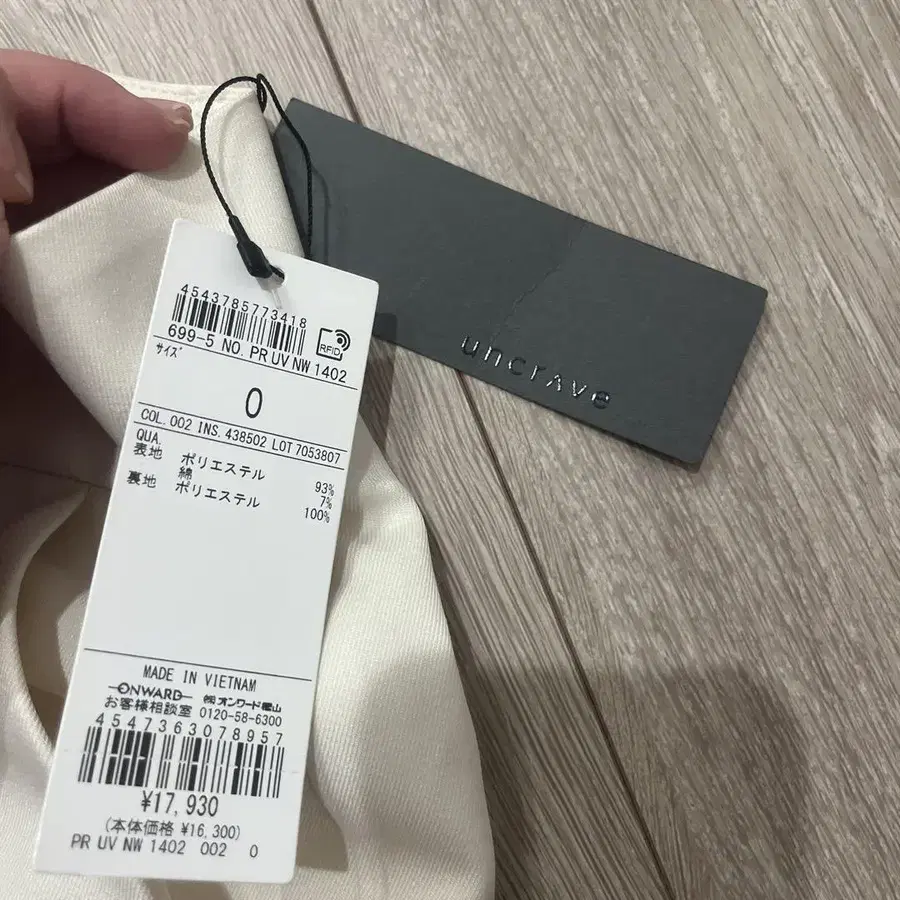 4543785773418
RFID
699-5 NO. PR UV NW 1402
サイズ
0
COL. 002 INS. 438502 LOT 7053807
QUA.
表地 ポリエステル 93%
綿 7%
裏地 ポリエステル 100%
MADE IN VIETNAM
ONWARD ㈱オンワード樫山
お客様相談室 0120-58-6300
4547363078957
¥17,930
(本体価格 ¥16,300)
PR UV NW 1402 002 0
uncrave